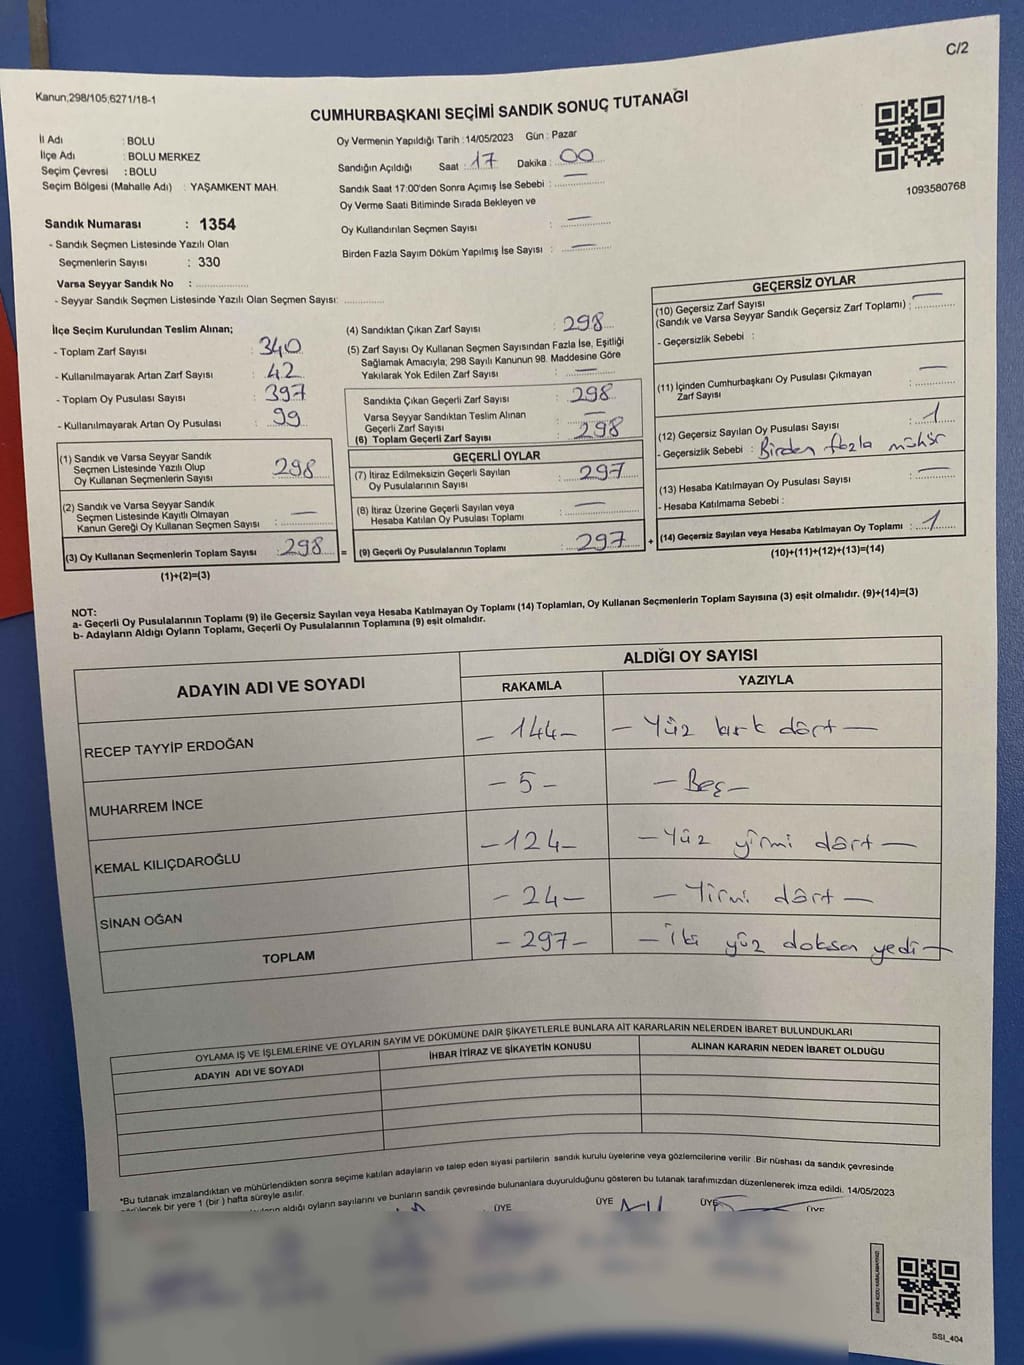 C/2
Kanun;298/105;6271/18-1
CUMHURBAŞKANI SEÇİMİ SANDIK SONUÇ TUTANAĞI
1093580768
İl Adı : BOLU
İlçe Adı : BOLU MERKEZ
Seçim Çevresi : BOLU
Seçim Bölgesi (Mahalle Adı) : YAŞAMKENT MAH.
Oy Vermenin Yapıldığı Tarih : 14/05/2023 Gün : Pazar
Sandığın Açıldığı Saat : 17 Dakika : 00
Sandık Saat 17:00'den Sonra Açımış İse Sebebi : —
Oy Verme Saati Bitiminde Sırada Bekleyen ve
Oy Kullandırılan Seçmen Sayısı : —
Birden Fazla Sayım Döküm Yapılmış İse Sayısı : —
Sandık Numarası : 1354
- Sandık Seçmen Listesinde Yazılı Olan
Seçmenlerin Sayısı : 330
Varsa Seyyar Sandık No : ....................
- Seyyar Sandık Seçmen Listesinde Yazılı Olan Seçmen Sayısı: ...............
İlçe Seçim Kurulundan Teslim Alınan;
- Toplam Zarf Sayısı : 340
- Kullanılmayarak Artan Zarf Sayısı : 42
- Toplam Oy Pusulası Sayısı : 397
- Kullanılmayarak Artan Oy Pusulası : 99
(1) Sandık ve Varsa Seyyar Sandık
Seçmen Listesinde Yazılı Olup
Oy Kullanan Seçmenlerin Sayısı : 298
(2) Sandık ve Varsa Seyyar Sandık
Seçmen Listesinde Kayıtlı Olmayan
Kanun Gereği Oy Kullanan Seçmen Sayısı : —
(3) Oy Kullanan Seçmenlerin Toplam Sayısı : 298 =
(1)+(2)=(3)
(4) Sandıktan Çıkan Zarf Sayısı : 298
(5) Zarf Sayısı Oy Kullanan Seçmen Sayısından Fazla İse, Eşitliği
Sağlamak Amacıyla; 298 Sayılı Kanunun 98. Maddesine Göre
Yakılarak Yok Edilen Zarf Sayısı : —
Sandıkta Çıkan Geçerli Zarf Sayısı : 298
Varsa Seyyar Sandıktan Teslim Alınan
Geçerli Zarf Sayısı : —
(6) Toplam Geçerli Zarf Sayısı : 298
GEÇERLİ OYLAR
(7) İtiraz Edilmeksizin Geçerli Sayılan
Oy Pusulalarının Sayısı : 297
(8) İtiraz Üzerine Geçerli Sayılan veya
Hesaba Katılan Oy Pusulası Toplamı : —
(9) Geçerli Oy Pusulalarının Toplamı : 297 +
GEÇERSİZ OYLAR
(10) Geçersiz Zarf Sayısı
(Sandık ve Varsa Seyyar Sandık Geçersiz Zarf Toplamı) : —
- Geçersizlik Sebebi :
(11) İçinden Cumhurbaşkanı Oy Pusulası Çıkmayan
Zarf Sayısı : —
(12) Geçersiz Sayılan Oy Pusulası Sayısı : 1
- Geçersizlik Sebebi : Birden fazla mühür
(13) Hesaba Katılmayan Oy Pusulası Sayısı : —
- Hesaba Katılmama Sebebi :
(14) Geçersiz Sayılan veya Hesaba Katılmayan Oy Toplamı : 1
(10)+(11)+(12)+(13)=(14)
NOT:
a- Geçerli Oy Pusulalarının Toplamı (9) ile Geçersiz Sayılan veya Hesaba Katılmayan Oy Toplamı (14) Toplamları, Oy Kullanan Seçmenlerin Toplam Sayısına (3) eşit olmalıdır. (9)+(14)=(3)
b- Adayların Aldığı Oyların Toplamı, Geçerli Oy Pusulalarının Toplamına (9) eşit olmalıdır.
ADAYIN ADI VE SOYADI ALDIĞI OY SAYISI
RAKAMLA YAZIYLA
RECEP TAYYİP ERDOĞAN - 144 - - Yüz kırk dört -
MUHARREM İNCE - 5 - - Beş -
KEMAL KILIÇDAROĞLU - 124 - - Yüz yirmi dört -
SİNAN OĞAN - 24 - - Yirmi dört -
TOPLAM - 297 - - İki yüz doksan yedi -
OYLAMA İŞ VE İŞLEMLERİNE VE OYLARIN SAYIM VE DÖKÜMÜNE DAİR ŞİKAYETLERLE BUNLARA AİT KARARLARIN NELERDEN İBARET BULUNDUKLARI
ADAYIN ADI VE SOYADI İHBAR İTİRAZ VE ŞİKAYETİN KONUSU ALINAN KARARIN NEDEN İBARET OLDUĞU
*Bu tutanak imzalandıktan ve mühürlendikten sonra seçime katılan adayların ve talep eden siyasi partilerin sandık kurulu üyelerine veya gözlemcilerine verilir. Bir nüshası da sandık çevresinde
görülecek bir yere 1 (bir) hafta süreyle asılır.
aldığı oyların sayılarını ve bunların sandık çevresinde bulunanlara duyurulduğunu gösteren bu tutanak tarafımızdan düzenlenerek imza edildi. 14/05/2023
ÜYE ÜYE ÜYE ÜYE
SSI_404